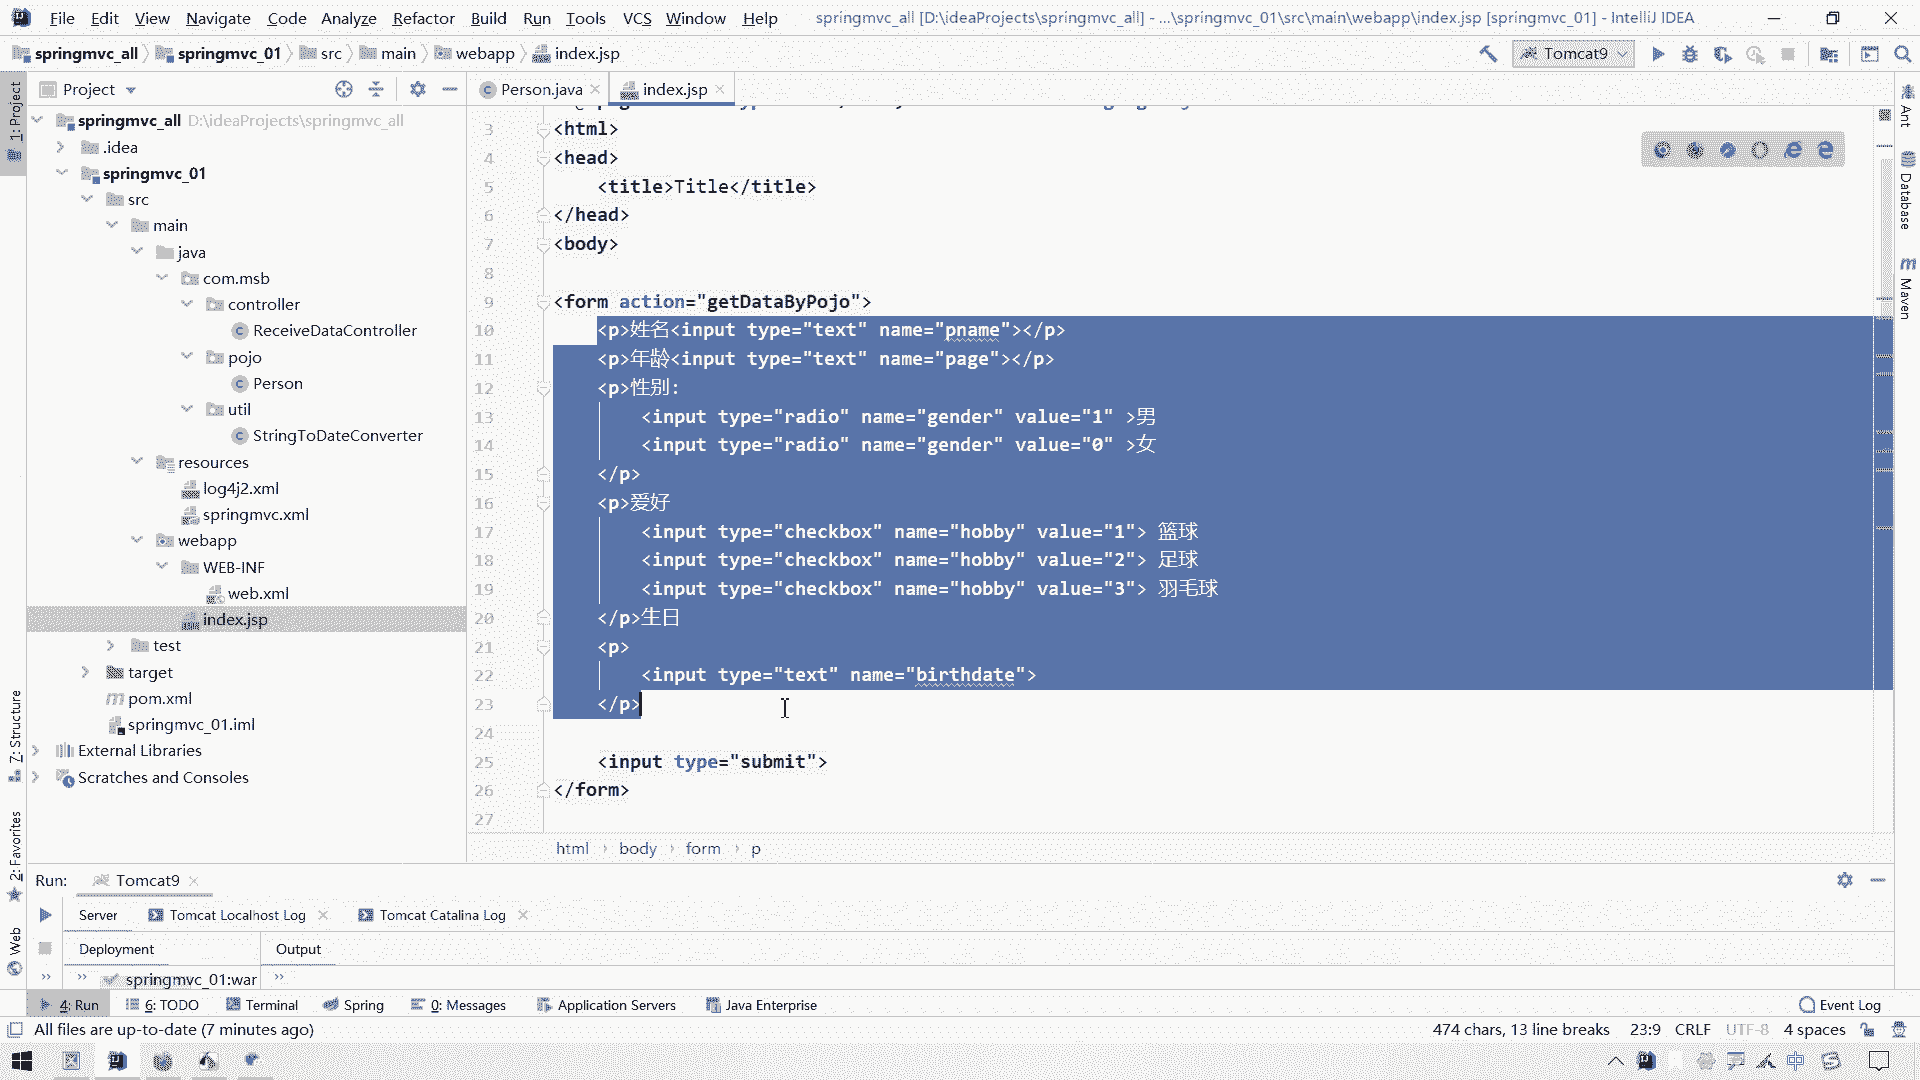 File Edit View Navigate Code Analyze Refactor Build Run Tools VCS Window Help springmvc_all [D:\ideaProjects\springmvc_all] - ...\springmvc_01\src\main\webapp\index.jsp [springmvc_01] - IntelliJ IDEA
springmvc_all springmvc_01 src main webapp index.jsp Tomcat9
Project Person.java index.jsp
1: Project
Ant
Database
Maven
springmvc_all D:\ideaProjects\springmvc_all
.idea
springmvc_01
src
main
java
com.msb
controller
ReceiveDataController
pojo
Person
util
StringToDateConverter
resources
log4j2.xml
springmvc.xml
webapp
WEB-INF
web.xml
index.jsp
test
target
pom.xml
springmvc_01.iml
External Libraries
Scratches and Consoles
3 <html>
4 <head>
5 <title>Title</title>
6 </head>
7 <body>
8
9 <form action="getDataByPojo">
10 <p>姓名<input type="text" name="pname"></p>
11 <p>年龄<input type="text" name="page"></p>
12 <p>性别:
13 <input type="radio" name="gender" value="1" >男
14 <input type="radio" name="gender" value="0" >女
15 </p>
16 <p>爱好
17 <input type="checkbox" name="hobby" value="1"> 篮球
18 <input type="checkbox" name="hobby" value="2"> 足球
19 <input type="checkbox" name="hobby" value="3"> 羽毛球
20 </p>生日
21 <p>
22 <input type="text" name="birthdate">
23 </p>
24
25 <input type="submit">
26 </form>
27
html › body › form › p
7: Structure
2: Favorites
Web
Run: Tomcat9
Server Tomcat Localhost Log Tomcat Catalina Log
Deployment Output
springmvc_01:war
4: Run 6: TODO Terminal Spring 0: Messages Application Servers Java Enterprise Event Log
All files are up-to-date (7 minutes ago) 474 chars, 13 line breaks 23:9 CRLF UTF-8 4 spaces
中